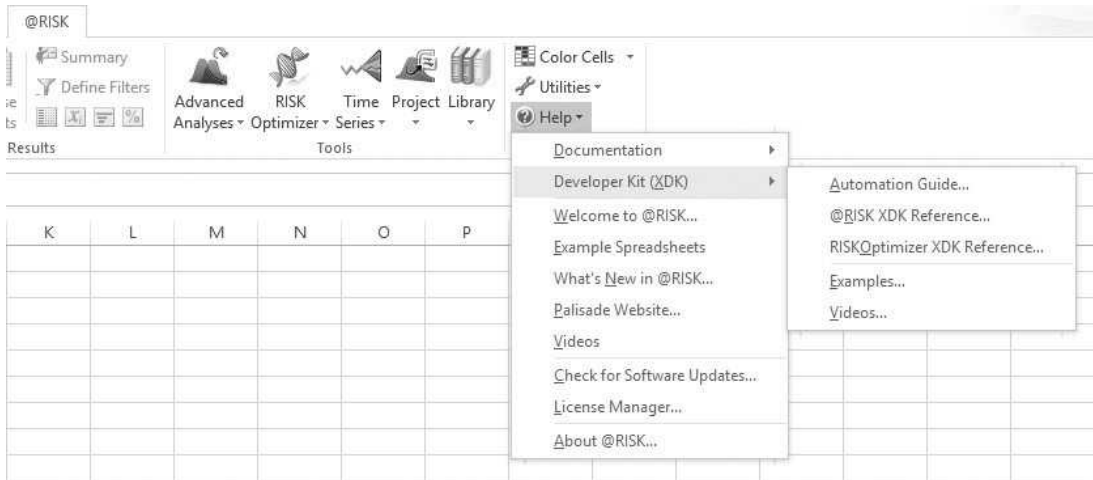 @RISK
Summary
Define Filters
se
ts
Results
Advanced
Analyses
RISK
Optimizer
Time
Series
Project
Library
Tools
Color Cells
Utilities
Help
Documentation
Developer Kit (XDK)
Welcome to @RISK...
Example Spreadsheets
What's New in @RISK...
Palisade Website...
Videos
Check for Software Updates...
License Manager...
About @RISK...
Automation Guide...
@RISK XDK Reference...
RISKOptimizer XDK Reference...
Examples...
Videos...
K L M N O P